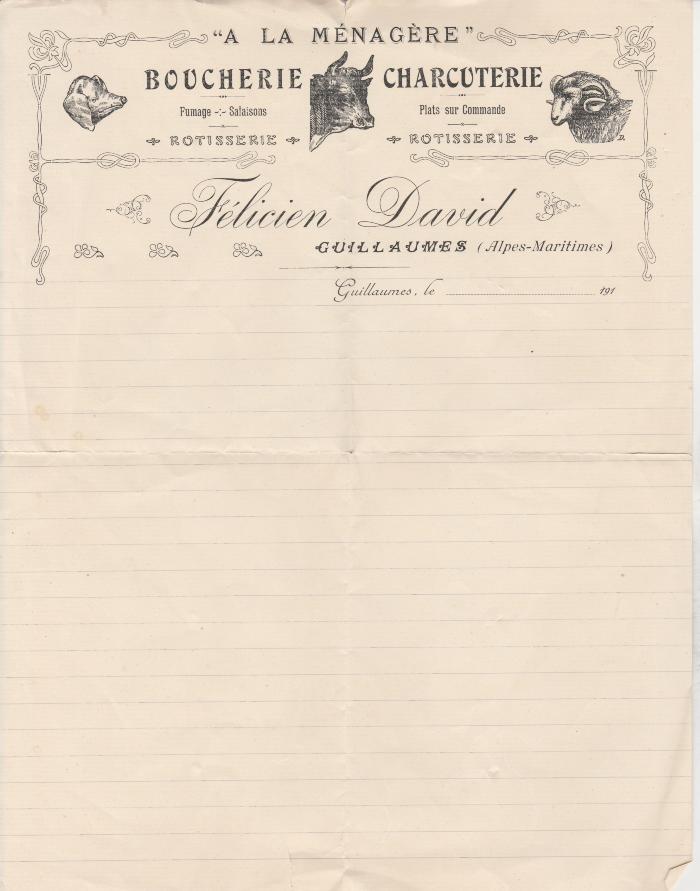 "A LA MÉNAGÈRE"
BOUCHERIE CHARCUTERIE
Fumage -:- Salaisons Plats sur Commande
ROTISSERIE ROTISSERIE
Félicien David
GUILLAUMES (Alpes-Maritimes)
Guillaumes, le 191